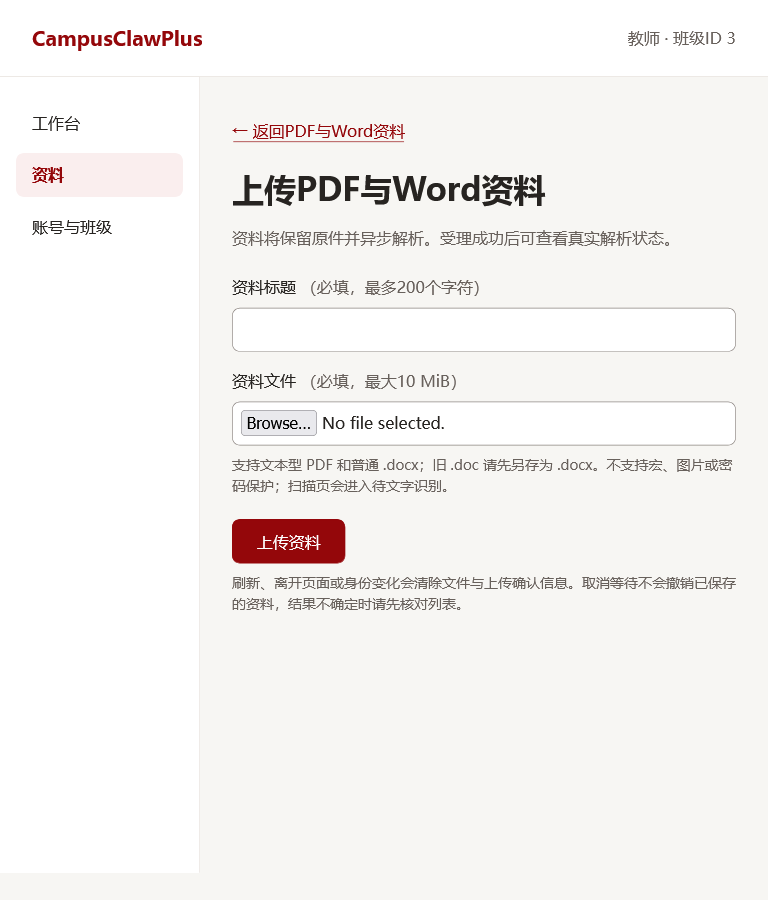 CampusClawPlus
教师 · 班级ID 3
工作台
资料
账号与班级
← 返回PDF与Word资料
上传PDF与Word资料
资料将保留原件并异步解析。受理成功后可查看真实解析状态。
资料标题 （必填，最多200个字符）
资料文件 （必填，最大10 MiB）
Browse... No file selected.
支持文本型 PDF 和普通 .docx；旧 .doc 请先另存为 .docx。不支持宏、图片或密
码保护；扫描页会进入待文字识别。
上传资料
刷新、离开页面或身份变化会清除文件与上传确认信息。取消等待不会撤销已保存
的资料，结果不确定时请先核对列表。